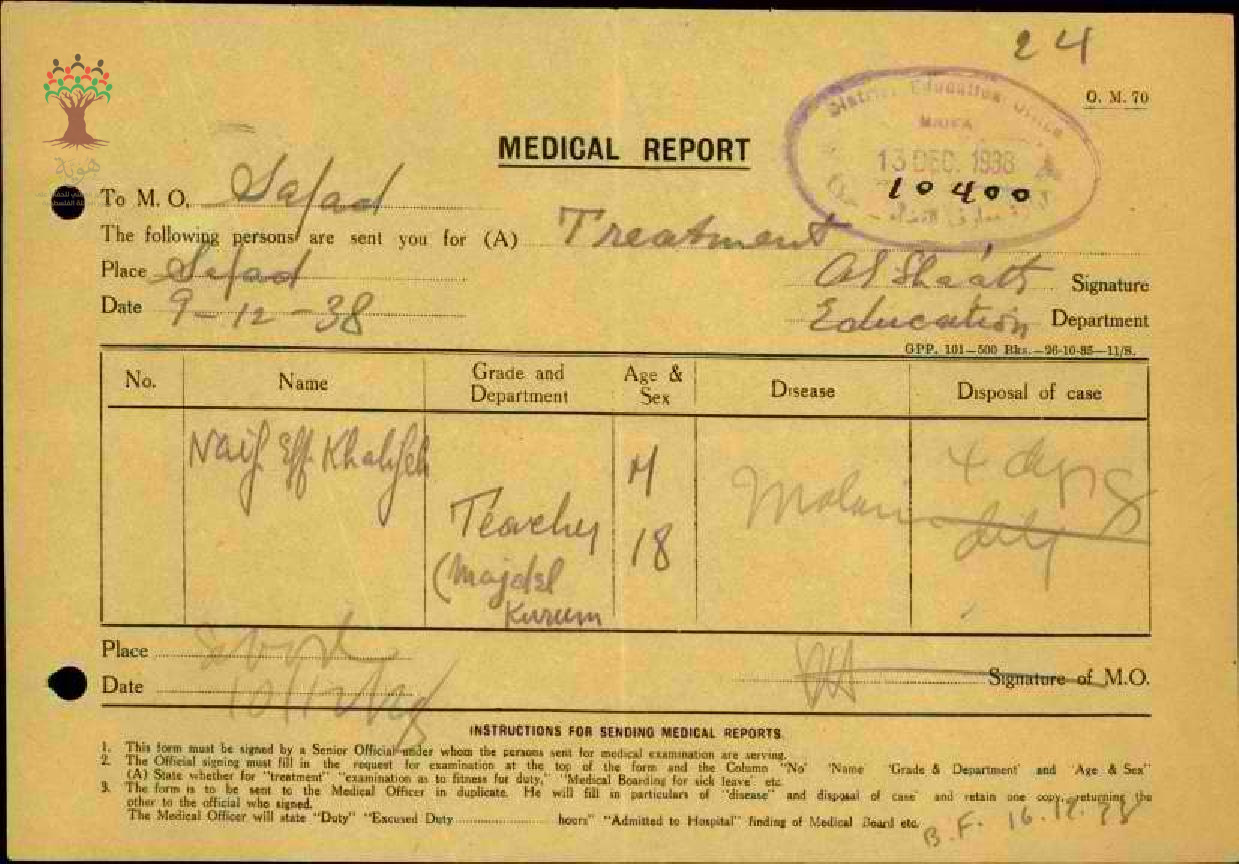 24
O. M. 70
District Education Office
13 DEC. 1938
10400
هوية
MEDICAL REPORT
To M. O. Safad
The following persons are sent you for (A) Treatment
Place Safad
Al Shaath Signature
Date 9-12-38
Education Department
GPP. 101—500 Bks.—26-10-35—11/S.
No. Name Grade and Department Age & Sex Disease Disposal of case
Naif Eff. Khalifeh
Teacher
(Majdel
Kurum
M
18
Malaria
4 days
duty
Place Safad
Date 10/12/38
Signature of M.O.
INSTRUCTIONS FOR SENDING MEDICAL REPORTS.
1. This form must be signed by a Senior Official under whom the persons sent for medical examination are serving.
2. The Official signing must fill in the request for examination at the top of the form and the Column "No" 'Name 'Grade & Department' and 'Age & Sex"
(A) State whether for "treatment" "examination as to fitness for duty," 'Medical Boarding for sick leave' etc.
3. The form is to be sent to the Medical Officer in duplicate. He will fill in particulars of "disease" and disposal of case' and retain one copy, returning the
other to the official who signed.
The Medical Officer will state "Duty" "Excused Duty .................... hours" "Admitted to Hospital" finding of Medical Board etc.
B.F. 16.12.38